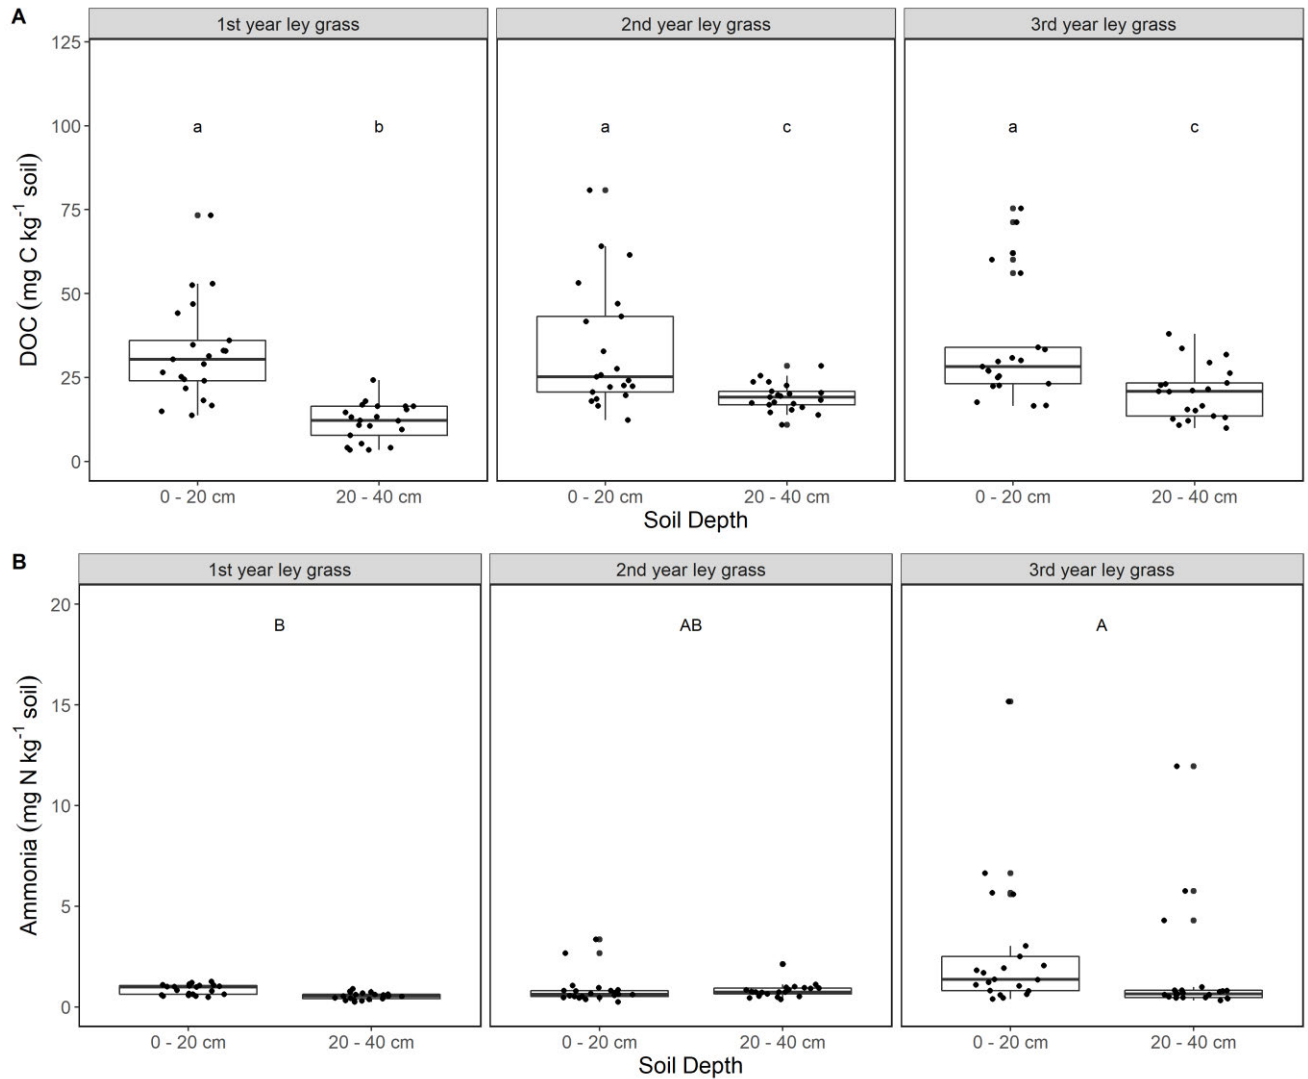 A
1st year ley grass 2nd year ley grass 3rd year ley grass
125
100
75
50
25
0
DOC (mg C kg⁻¹ soil)
a b a c a c
0 - 20 cm 20 - 40 cm 0 - 20 cm 20 - 40 cm 0 - 20 cm 20 - 40 cm
Soil Depth
B
1st year ley grass 2nd year ley grass 3rd year ley grass
20
15
10
5
0
Ammonia (mg N kg⁻¹ soil)
B AB A
0 - 20 cm 20 - 40 cm 0 - 20 cm 20 - 40 cm 0 - 20 cm 20 - 40 cm
Soil Depth